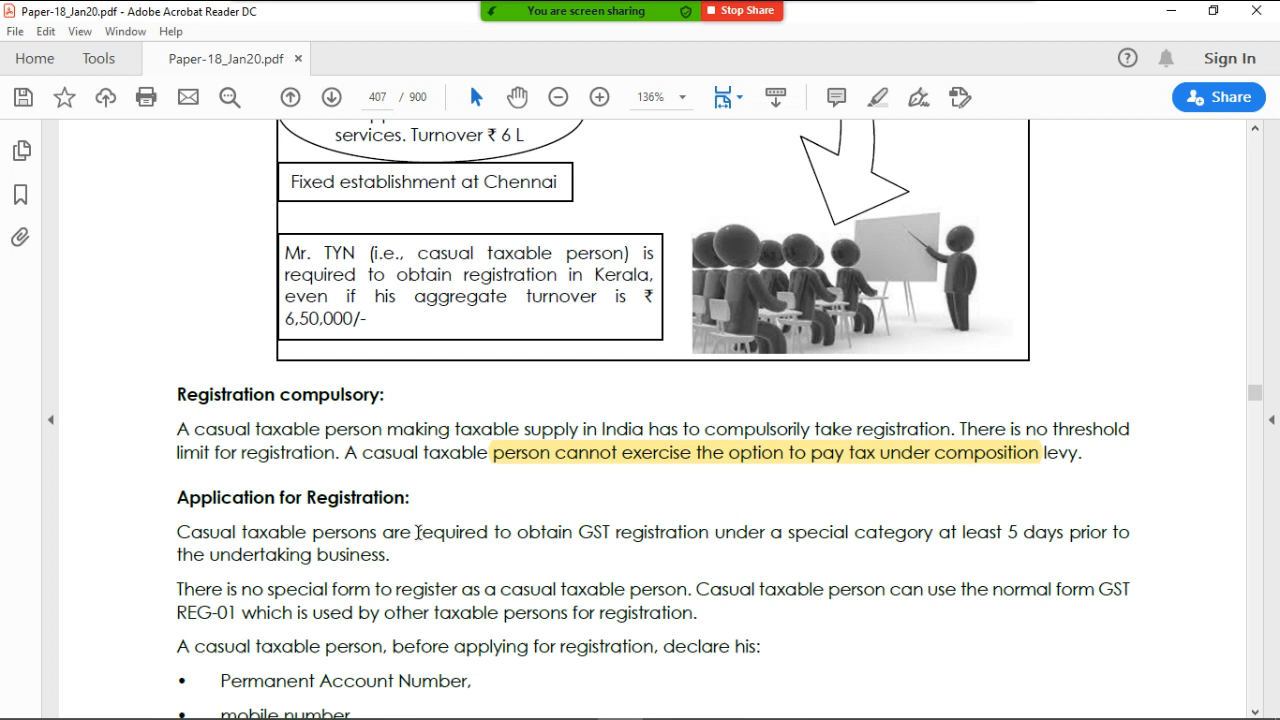 Paper-18_Jan20.pdf - Adobe Acrobat Reader DC
You are screen sharing
Stop Share
File Edit View Window Help
Home Tools Paper-18_Jan20.pdf × Sign In
407 / 900 136% Share
services. Turnover ₹ 6 L
Fixed establishment at Chennai
Mr. TYN (i.e., casual taxable person) is
required to obtain registration in Kerala,
even if his aggregate turnover is ₹
6,50,000/-
Registration compulsory:
A casual taxable person making taxable supply in India has to compulsorily take registration. There is no threshold
limit for registration. A casual taxable person cannot exercise the option to pay tax under composition levy.
Application for Registration:
Casual taxable persons are required to obtain GST registration under a special category at least 5 days prior to
the undertaking business.
There is no special form to register as a casual taxable person. Casual taxable person can use the normal form GST
REG-01 which is used by other taxable persons for registration.
A casual taxable person, before applying for registration, declare his:
• Permanent Account Number,
• mobile number